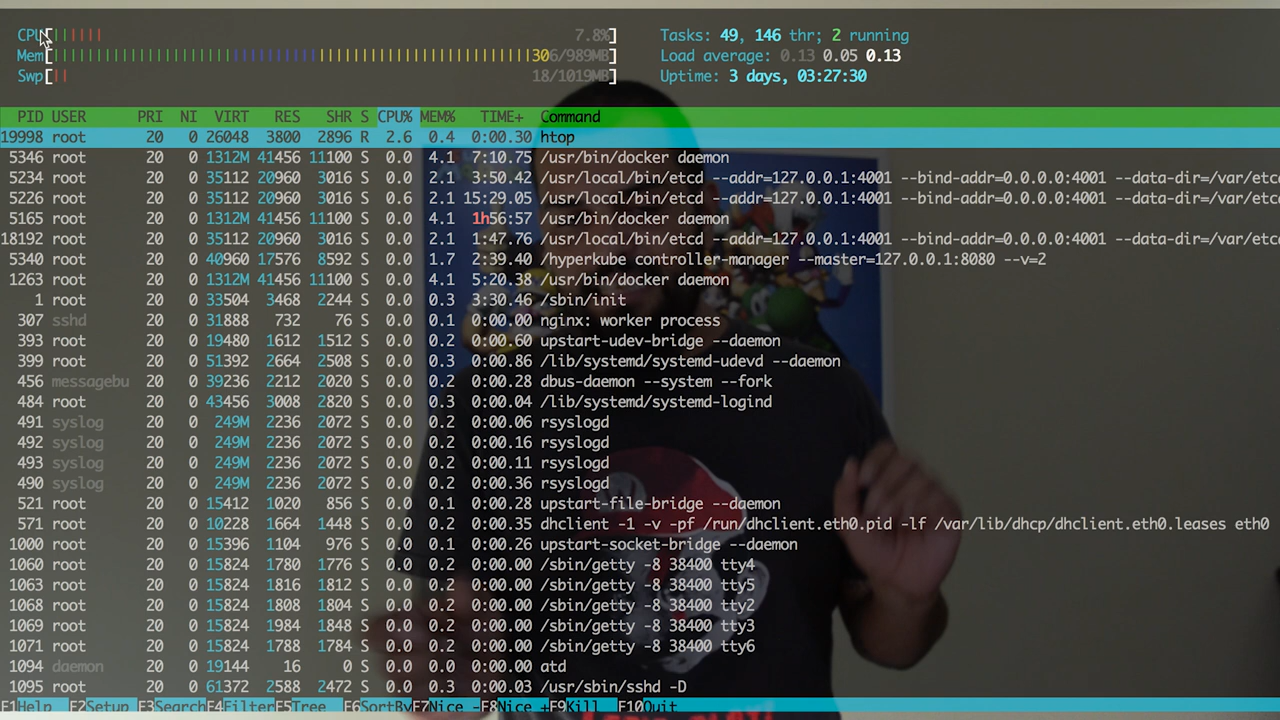 CPU[|||||| 7.8%] Tasks: 49, 146 thr; 2 running
Mem[||||||||||||||||||||||||||||||||||||||||||||||||||||||306/989MB] Load average: 0.13 0.05 0.13
Swp[|| 18/1019MB] Uptime: 3 days, 03:27:30
PID USER PRI NI VIRT RES SHR S CPU% MEM% TIME+ Command
19998 root 20 0 26048 3800 2896 R 2.6 0.4 0:00.30 htop
5346 root 20 0 1312M 41456 11100 S 0.0 4.1 7:10.75 /usr/bin/docker daemon
5234 root 20 0 35112 20960 3016 S 0.0 2.1 3:50.42 /usr/local/bin/etcd --addr=127.0.0.1:4001 --bind-addr=0.0.0.0:4001 --data-dir=/var/etc
5226 root 20 0 35112 20960 3016 S 0.6 2.1 15:29.05 /usr/local/bin/etcd --addr=127.0.0.1:4001 --bind-addr=0.0.0.0:4001 --data-dir=/var/etc
5165 root 20 0 1312M 41456 11100 S 0.0 4.1 1h56:57 /usr/bin/docker daemon
18192 root 20 0 35112 20960 3016 S 0.0 2.1 1:47.76 /usr/local/bin/etcd --addr=127.0.0.1:4001 --bind-addr=0.0.0.0:4001 --data-dir=/var/etc
5340 root 20 0 40960 17576 8592 S 0.0 1.7 2:39.40 /hyperkube controller-manager --master=127.0.0.1:8080 --v=2
1263 root 20 0 1312M 41456 11100 S 0.0 4.1 5:20.38 /usr/bin/docker daemon
1 root 20 0 33504 3468 2244 S 0.0 0.3 3:30.46 /sbin/init
307 sshd 20 0 31888 732 76 S 0.0 0.1 0:00.00 nginx: worker process
393 root 20 0 19480 1612 1512 S 0.0 0.2 0:00.60 upstart-udev-bridge --daemon
399 root 20 0 51392 2664 2508 S 0.0 0.3 0:00.86 /lib/systemd/systemd-udevd --daemon
456 messagebu 20 0 39236 2212 2020 S 0.0 0.2 0:00.28 dbus-daemon --system --fork
484 root 20 0 43456 3008 2820 S 0.0 0.3 0:00.04 /lib/systemd/systemd-logind
491 syslog 20 0 249M 2236 2072 S 0.0 0.2 0:00.06 rsyslogd
492 syslog 20 0 249M 2236 2072 S 0.0 0.2 0:00.16 rsyslogd
493 syslog 20 0 249M 2236 2072 S 0.0 0.2 0:00.11 rsyslogd
490 syslog 20 0 249M 2236 2072 S 0.0 0.2 0:00.36 rsyslogd
521 root 20 0 15412 1020 856 S 0.0 0.1 0:00.28 upstart-file-bridge --daemon
571 root 20 0 10228 1664 1448 S 0.0 0.2 0:00.35 dhclient -1 -v -pf /run/dhclient.eth0.pid -lf /var/lib/dhcp/dhclient.eth0.leases eth0
1000 root 20 0 15396 1104 976 S 0.0 0.1 0:00.26 upstart-socket-bridge --daemon
1060 root 20 0 15824 1780 1776 S 0.0 0.2 0:00.00 /sbin/getty -8 38400 tty4
1063 root 20 0 15824 1816 1812 S 0.0 0.2 0:00.00 /sbin/getty -8 38400 tty5
1068 root 20 0 15824 1808 1804 S 0.0 0.2 0:00.00 /sbin/getty -8 38400 tty2
1069 root 20 0 15824 1984 1848 S 0.0 0.2 0:00.00 /sbin/getty -8 38400 tty3
1071 root 20 0 15824 1788 1784 S 0.0 0.2 0:00.00 /sbin/getty -8 38400 tty6
1094 daemon 20 0 19144 16 0 S 0.0 0.0 0:00.00 atd
1095 root 20 0 61372 2588 2472 S 0.0 0.3 0:00.03 /usr/sbin/sshd -D
F1Help F2Setup F3SearchF4FilterF5Tree F6SortByF7Nice -F8Nice +F9Kill F10Quit